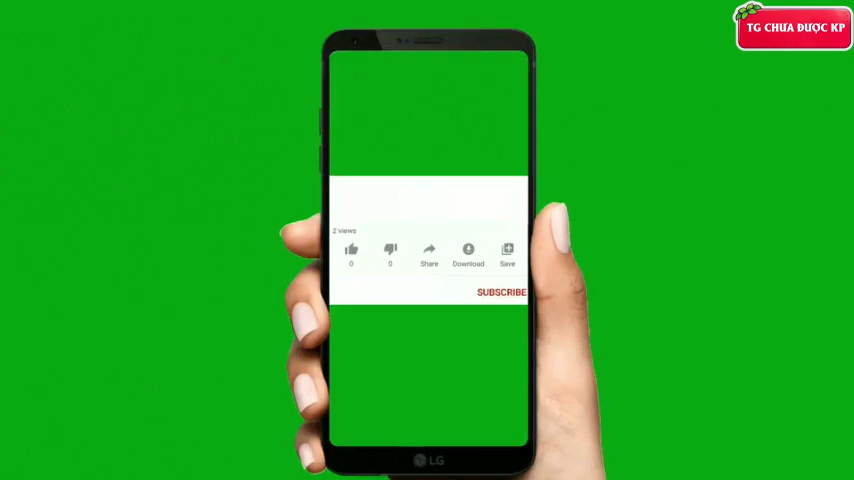 TG CHƯA ĐƯỢC KP
2 views
0
0
Share
Download
Save
SUBSCRIBE
LG